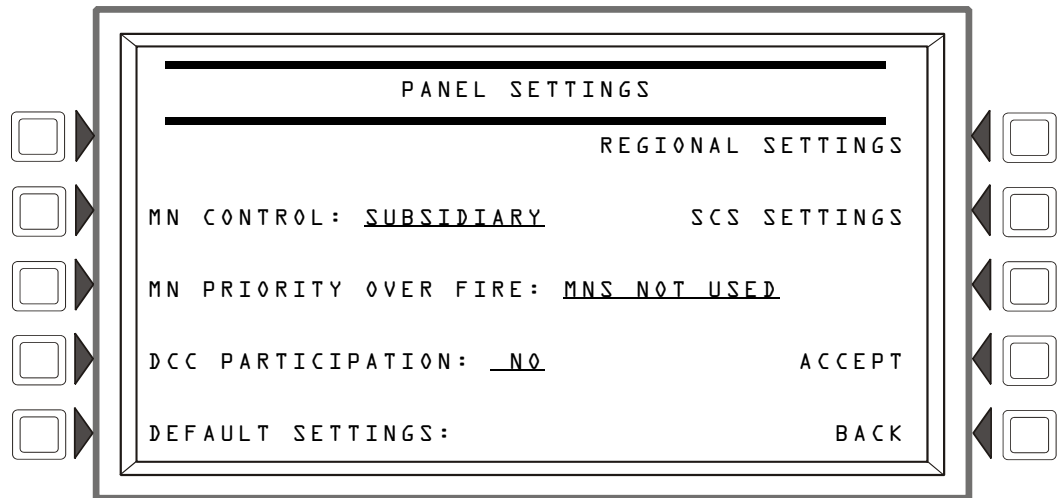 PANEL SETTINGS
REGIONAL SETTINGS
MN CONTROL: SUBSIDIARY SCS SETTINGS
MN PRIORITY OVER FIRE: MNS NOT USED
DCC PARTICIPATION: NO ACCEPT
DEFAULT SETTINGS: BACK